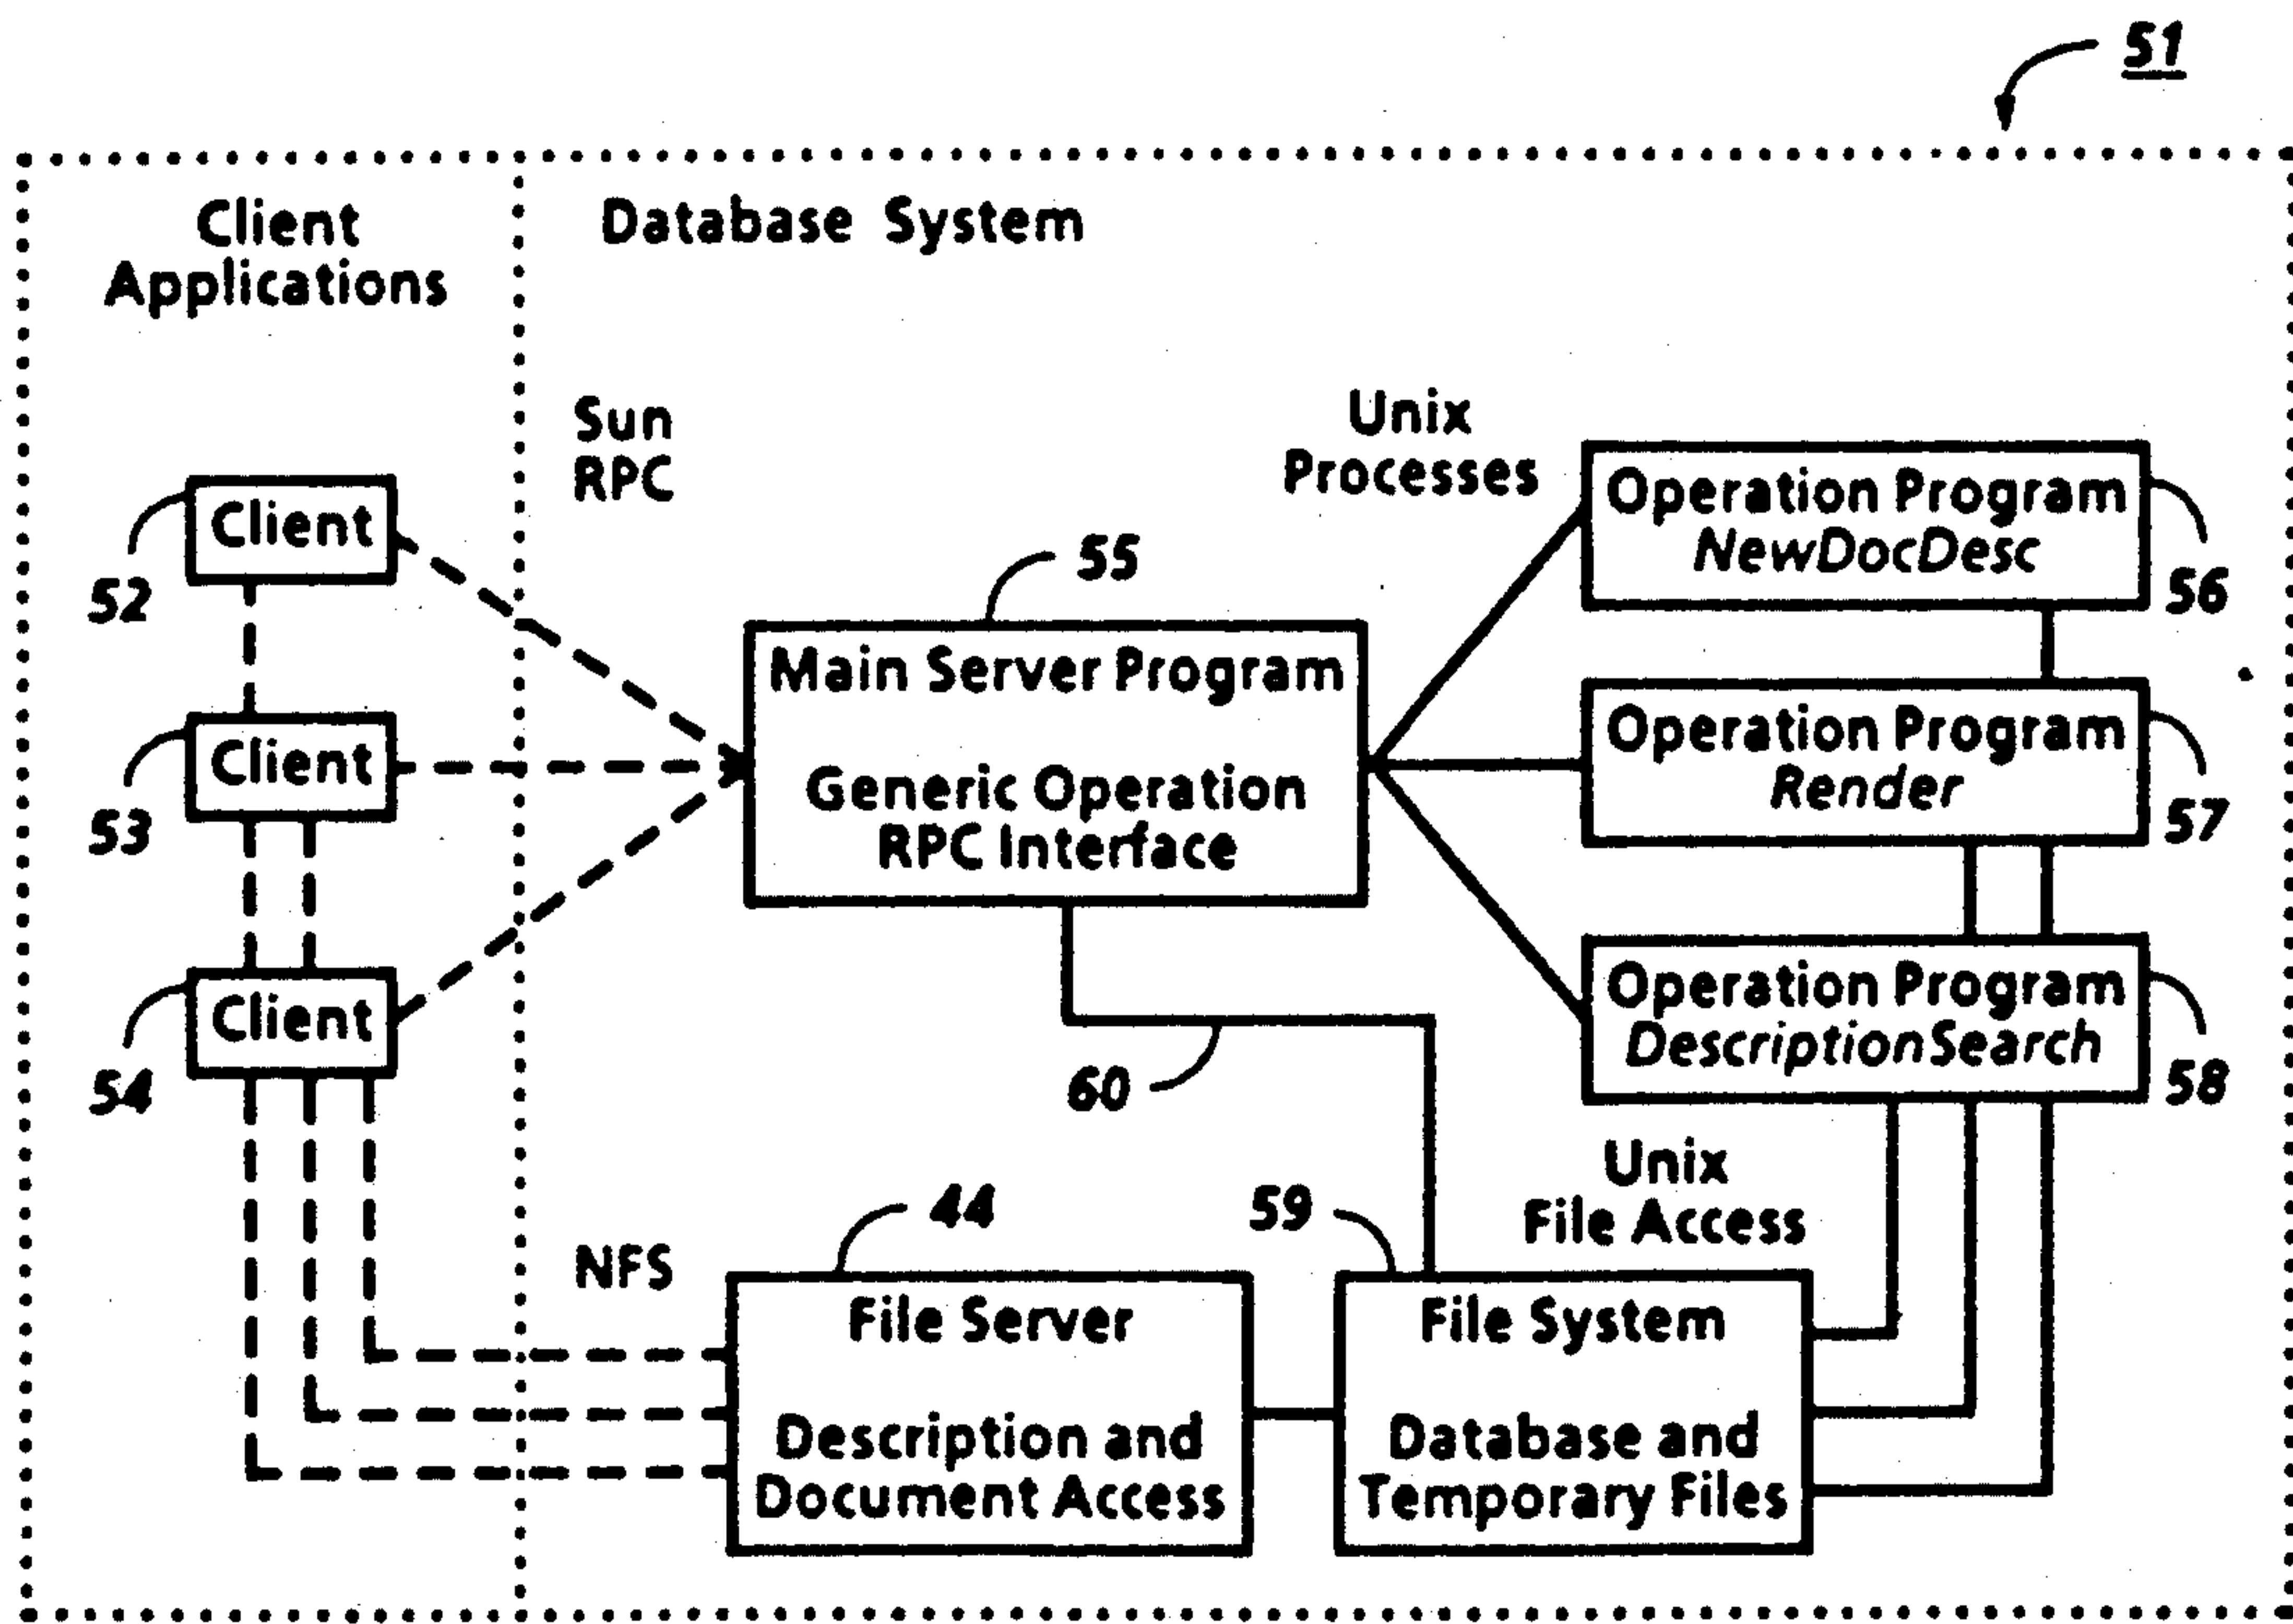 51
Client
Applications
Database System
Sun
RPC
Unix
Processes
Client
52
Client
53
Client
54
55
Main Server Program
Generic Operation
RPC Interface
Operation Program
NewDocDesc
56
Operation Program
Render
57
Operation Program
DescriptionSearch
58
60
Unix
File Access
NFS
44
File Server
Description and
Document Access
59
File System
Database and
Temporary Files